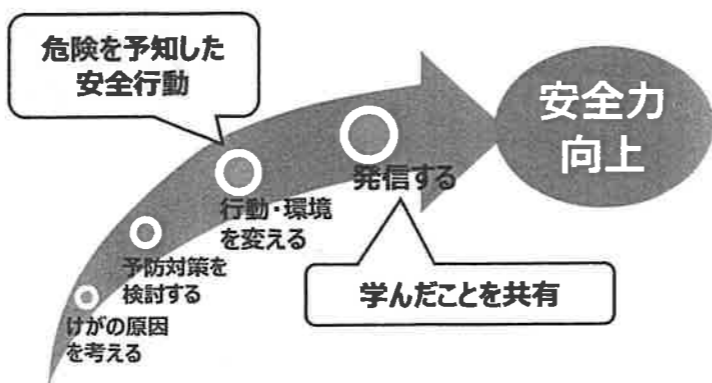 危険を予知した
安全行動
安全力
向上
発信する
行動・環境
を変える
予防対策を
検討する
学んだことを共有
けがの原因
を考える